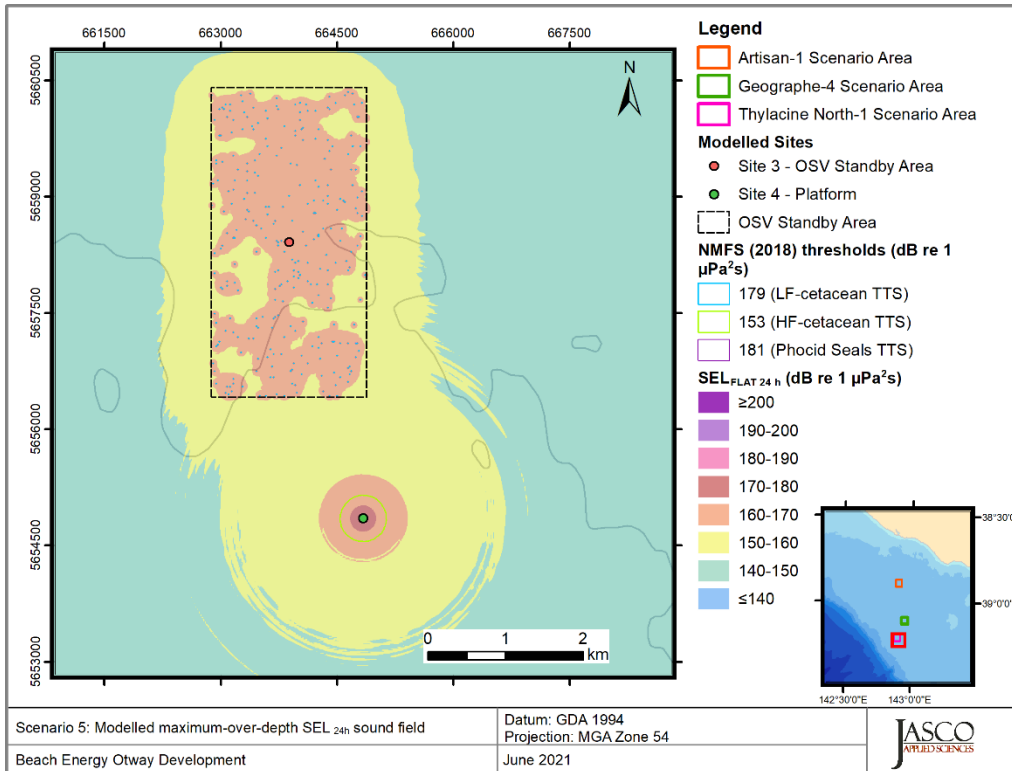 661500 663000 664500 666000 667500
5660500
5659000
5657500
5656000
5654500
5653000
N
0 1 2
km
Legend
Artisan-1 Scenario Area
Geographe-4 Scenario Area
Thylacine North-1 Scenario Area
Modelled Sites
Site 3 - OSV Standby Area
Site 4 - Platform
OSV Standby Area
NMFS (2018) thresholds (dB re 1
µPa²s)
179 (LF-cetacean TTS)
153 (HF-cetacean TTS)
181 (Phocid Seals TTS)
SEL FLAT 24 h (dB re 1 µPa²s)
≥200
190-200
180-190
170-180
160-170
150-160
140-150
≤140
38°30'
39°0'0"
142°30'0"E 143°0'0"E
Scenario 5: Modelled maximum-over-depth SEL 24h sound field
Datum: GDA 1994
Projection: MGA Zone 54
Beach Energy Otway Development
June 2021
JASCO
APPLIED SCIENCES